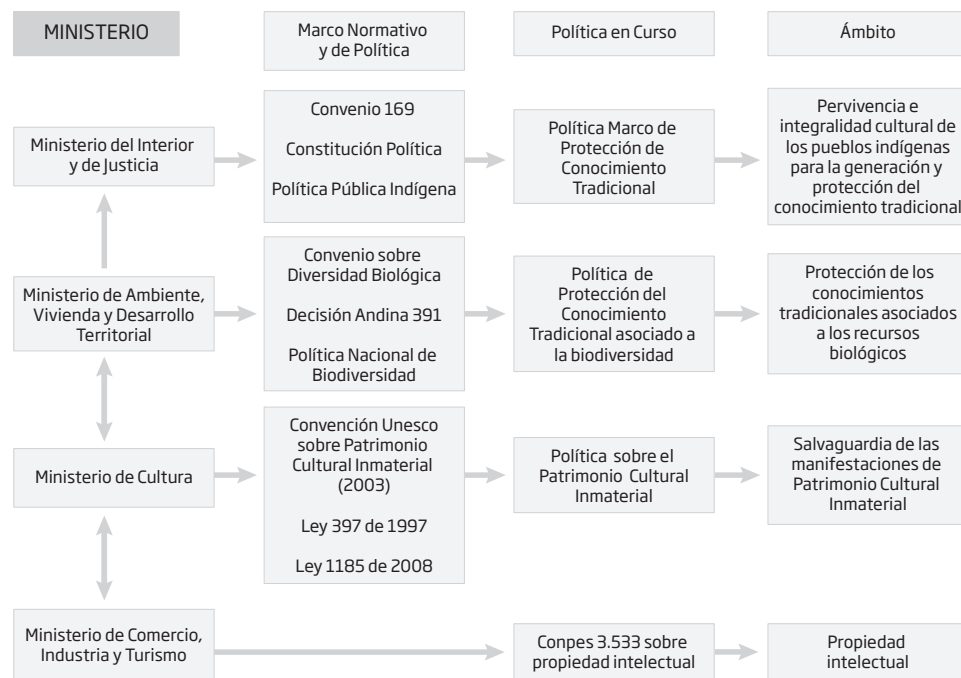 MINISTERIO
Marco Normativo
y de Política
Política en Curso
Ámbito
Ministerio del Interior
y de Justicia
Convenio 169
Constitución Política
Política Pública Indígena
Política Marco de
Protección de
Conocimiento
Tradicional
Pervivencia e
integralidad cultural de
los pueblos indígenas
para la generación y
protección del
conocimiento tradicional
Ministerio de Ambiente,
Vivienda y Desarrollo
Territorial
Convenio sobre
Diversidad Biológica
Decisión Andina 391
Política Nacional de
Biodiversidad
Política de
Protección del
Conocimiento
Tradicional asociado a
la biodiversidad
Protección de los
conocimientos
tradicionales asociados
a los recursos
biológicos
Ministerio de Cultura
Convención Unesco
sobre Patrimonio
Cultural Inmaterial
(2003)
Ley 397 de 1997
Ley 1185 de 2008
Política sobre el
Patrimonio Cultural
Inmaterial
Salvaguardia de las
manifestaciones de
Patrimonio Cultural
Inmaterial
Ministerio de Comercio,
Industria y Turismo
Conpes 3.533 sobre
propiedad intelectual
Propiedad
intelectual